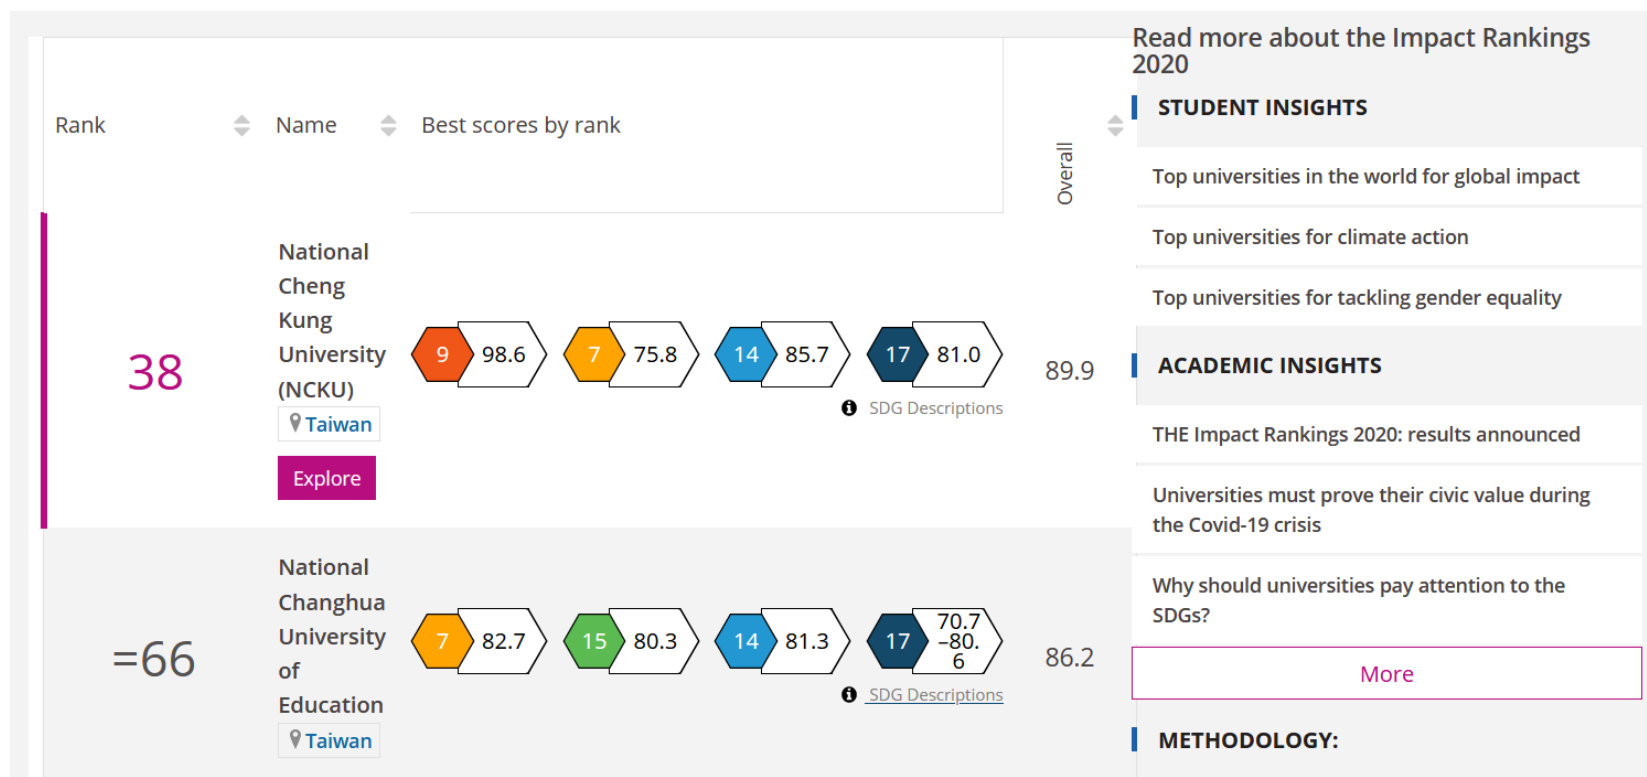 Rank
Name
Best scores by rank
Overall
38
National
Cheng
Kung
University
(NCKU)
Taiwan
Explore
9 98.6
7 75.8
14 85.7
17 81.0
SDG Descriptions
89.9
=66
National
Changhua
University
of
Education
Taiwan
7 82.7
15 80.3
14 81.3
17 70.7
–80.
6
SDG Descriptions
86.2
Read more about the Impact Rankings
2020
STUDENT INSIGHTS
Top universities in the world for global impact
Top universities for climate action
Top universities for tackling gender equality
ACADEMIC INSIGHTS
THE Impact Rankings 2020: results announced
Universities must prove their civic value during
the Covid-19 crisis
Why should universities pay attention to the
SDGs?
More
METHODOLOGY: